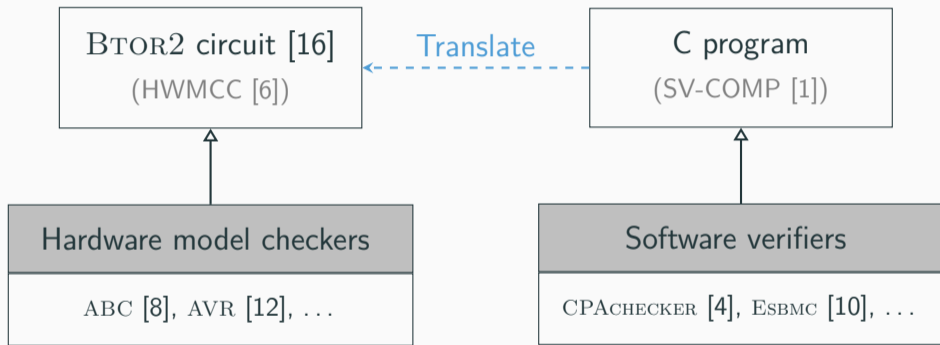 BTOR2 circuit [16]
(HWMCC [6])
Translate
C program
(SV-COMP [1])
Hardware model checkers
ABC [8], AVR [12], ...
Software verifiers
CPACHECKER [4], ESBMC [10], ...